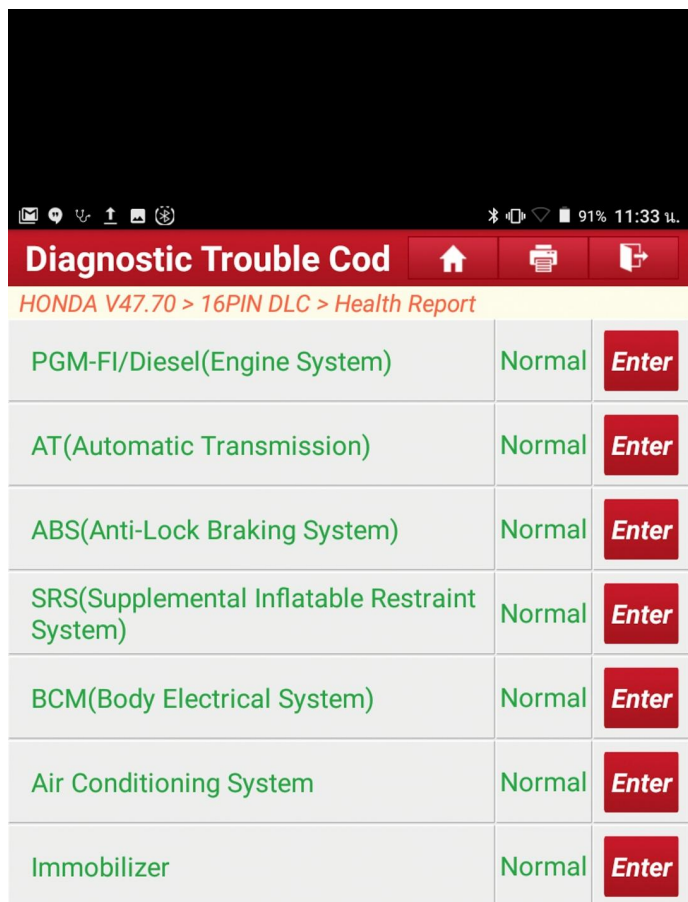 91% 11:33 น.
Diagnostic Trouble Cod
HONDA V47.70 > 16PIN DLC > Health Report
PGM-FI/Diesel(Engine System) Normal Enter
AT(Automatic Transmission) Normal Enter
ABS(Anti-Lock Braking System) Normal Enter
SRS(Supplemental Inflatable Restraint
System) Normal Enter
BCM(Body Electrical System) Normal Enter
Air Conditioning System Normal Enter
Immobilizer Normal Enter